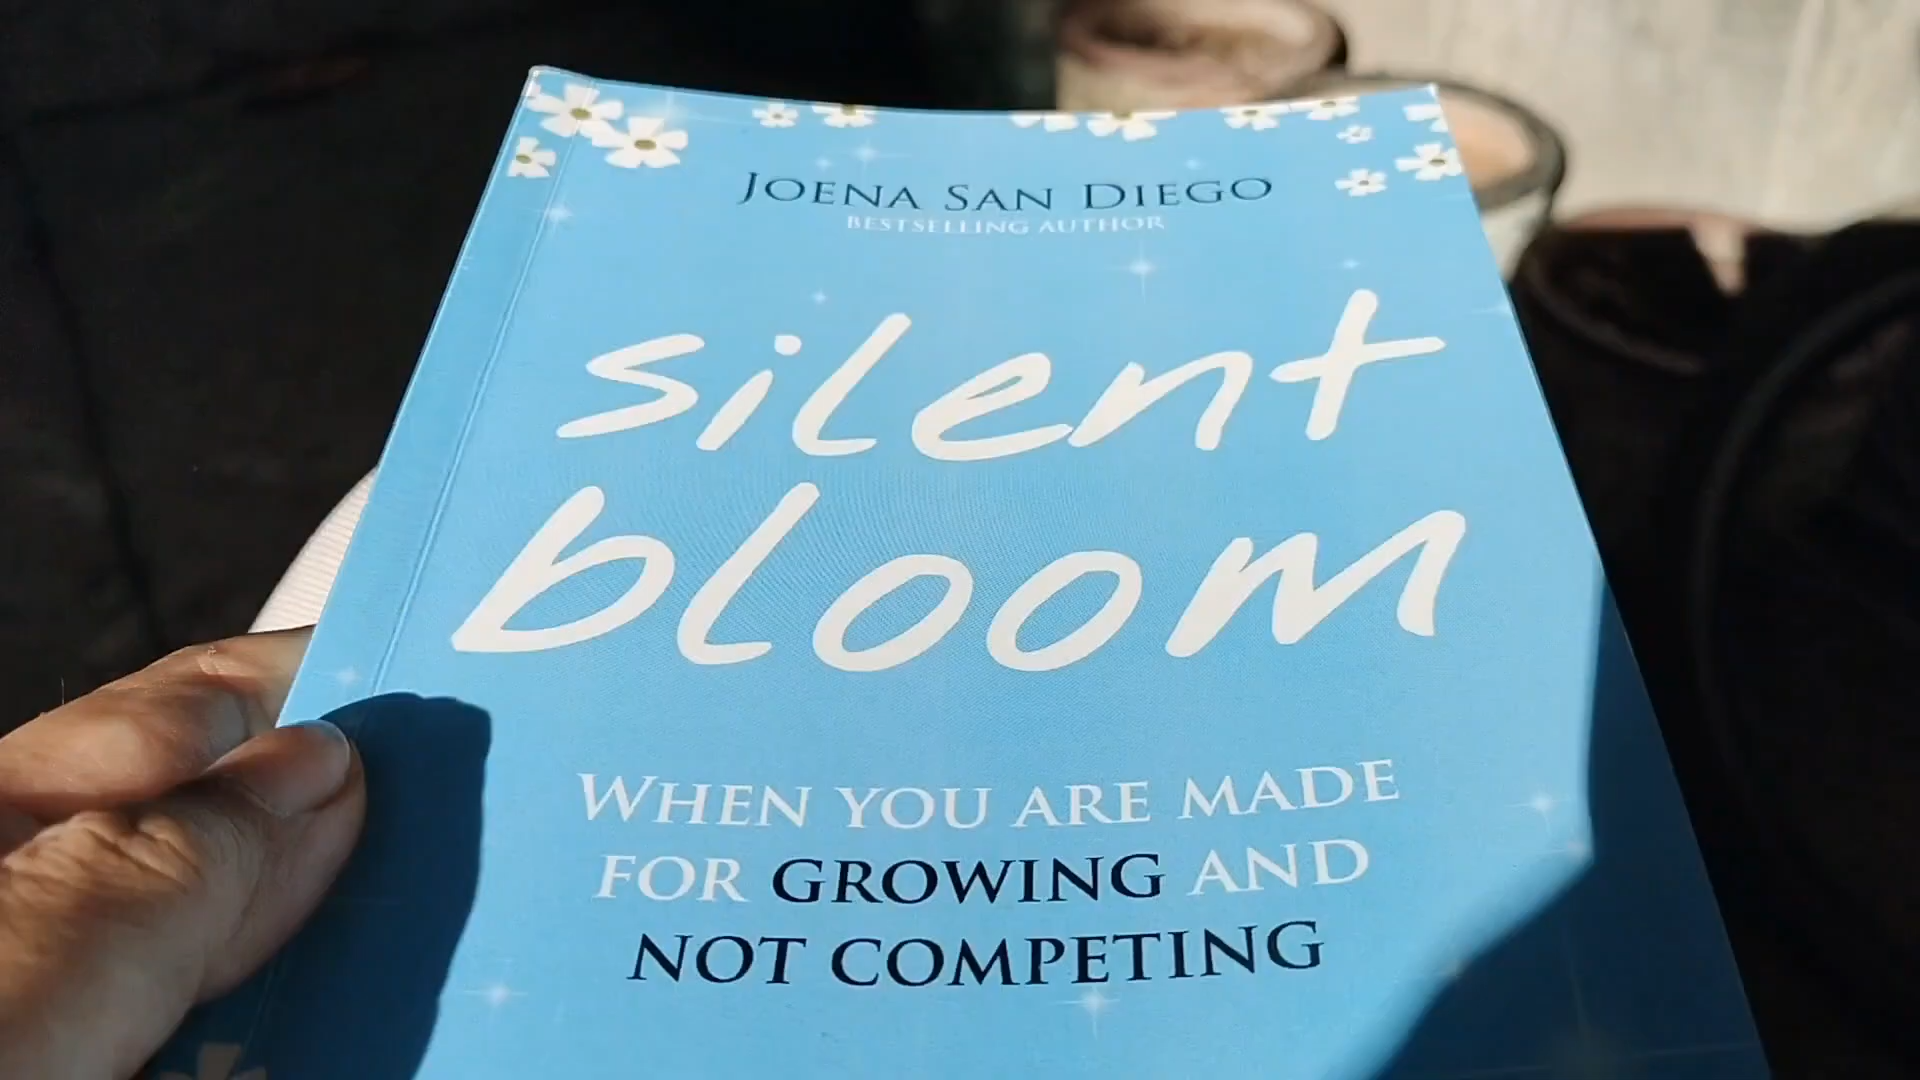 JOENA SAN DIEGO
BESTSELLING AUTHOR
silent
bloom
WHEN YOU ARE MADE
FOR GROWING AND
NOT COMPETING